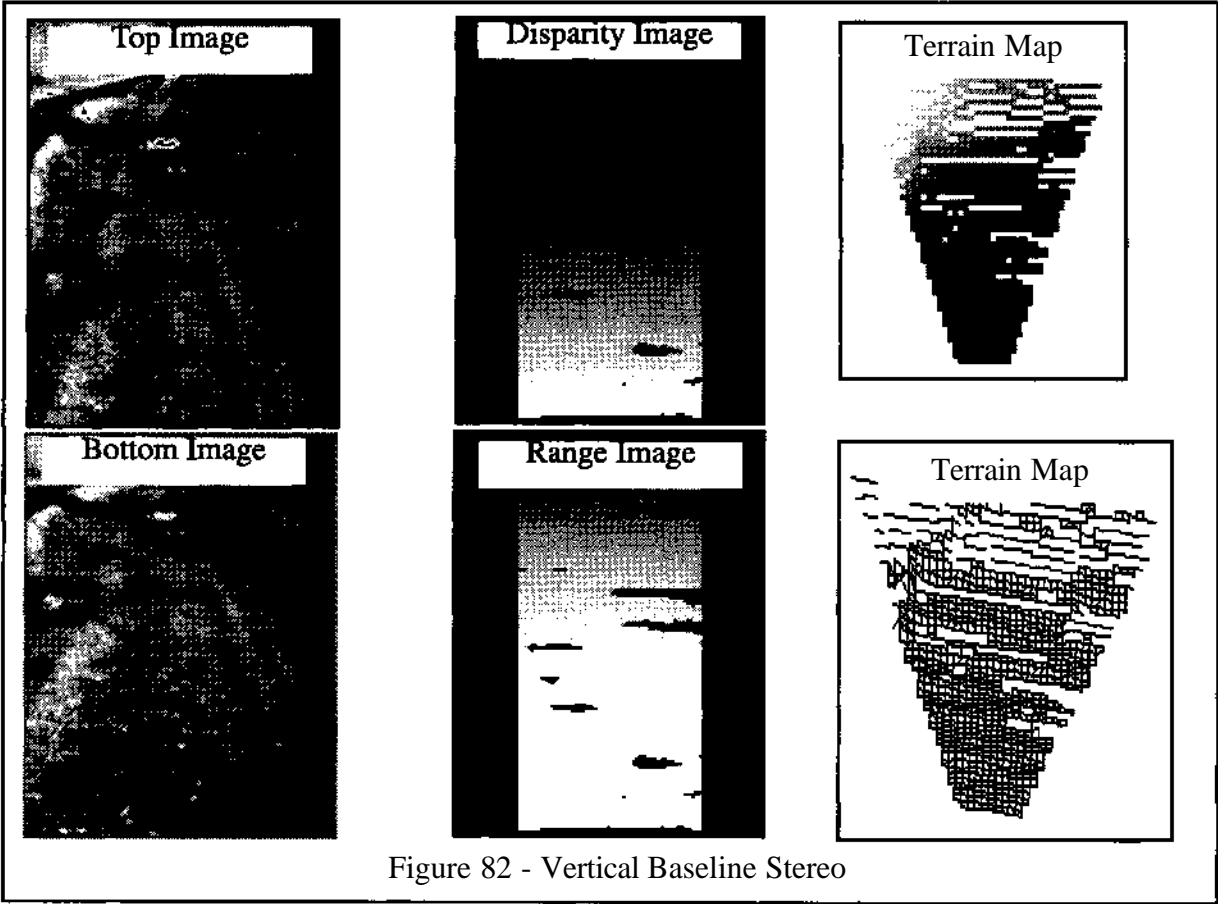 Top Image
Disparity Image
Terrain Map
Bottom Image
Range Image
Terrain Map
Figure 82 - Vertical Baseline Stereo